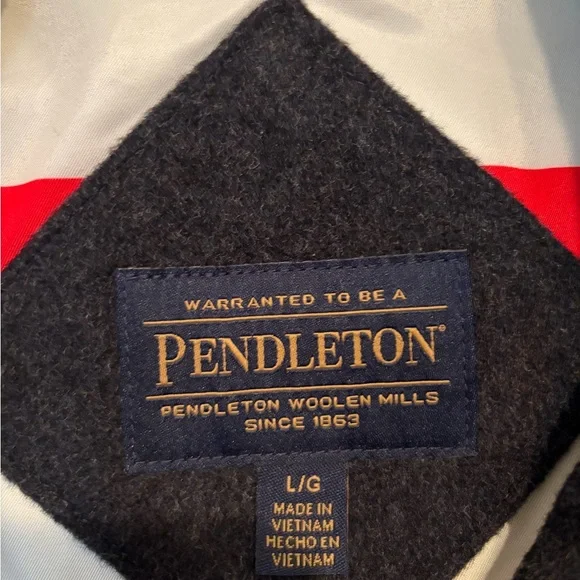 WARRANTED TO BE A
PENDLETON®
PENDLETON WOOLEN MILLS
SINCE 1863
L/G
MADE IN
VIETNAM
HECHO EN
VIETNAM